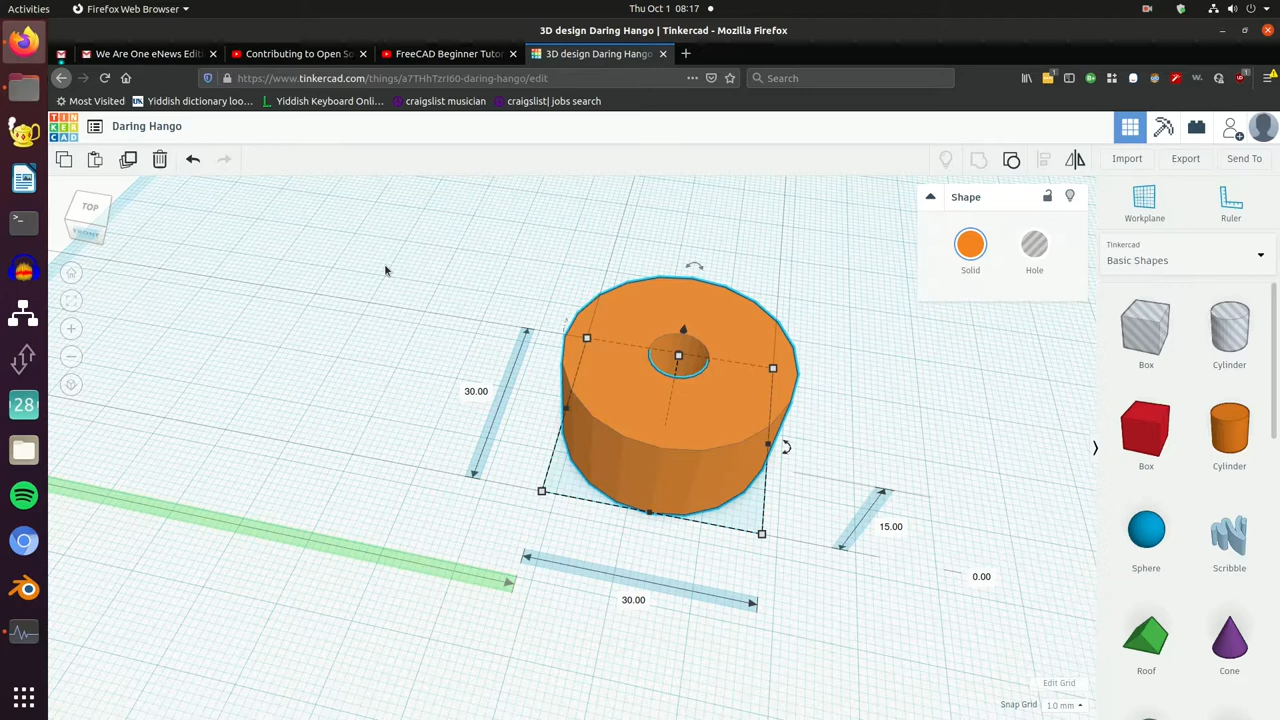 Activities
Firefox Web Browser
Thu Oct 1 08:17
3D design Daring Hango | Tinkercad - Mozilla Firefox
We Are One eNews Editi
Contributing to Open So
FreeCAD Beginner Tutor
3D design Daring Hango
https://www.tinkercad.com/things/a7THhTzrI60-daring-hango/edit
Search
Most Visited
Yiddish dictionary loo...
Yiddish Keyboard Onli...
craigslist musician
craigslist| jobs search
TIN
KER
CAD
Daring Hango
Import
Export
Send To
TOP
FRONT
Shape
Solid
Hole
Workplane
Ruler
Tinkercad
Basic Shapes
Box
Cylinder
Box
Cylinder
Sphere
Scribble
Roof
Cone
30.00
15.00
0.00
30.00
28
Edit Grid
Snap Grid
1.0 mm